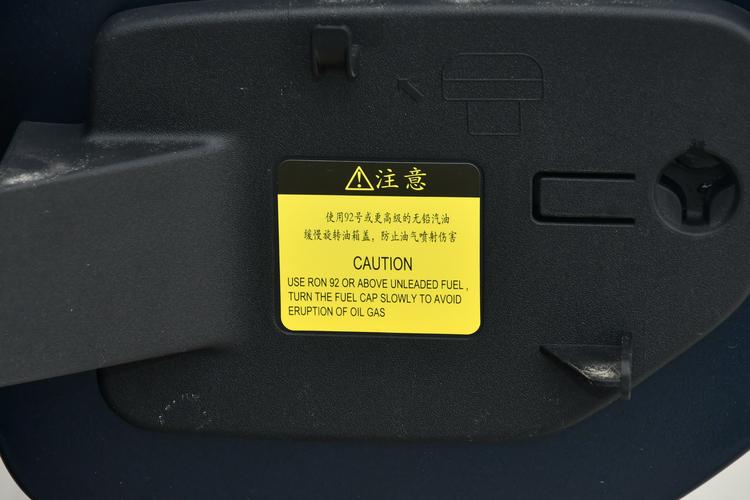 注意
使用92号或更高级的无铅汽油
缓慢旋转油箱盖，防止油气喷射伤害
CAUTION
USE RON 92 OR ABOVE UNLEADED FUEL,
TURN THE FUEL CAP SLOWLY TO AVOID
ERUPTION OF OIL GAS